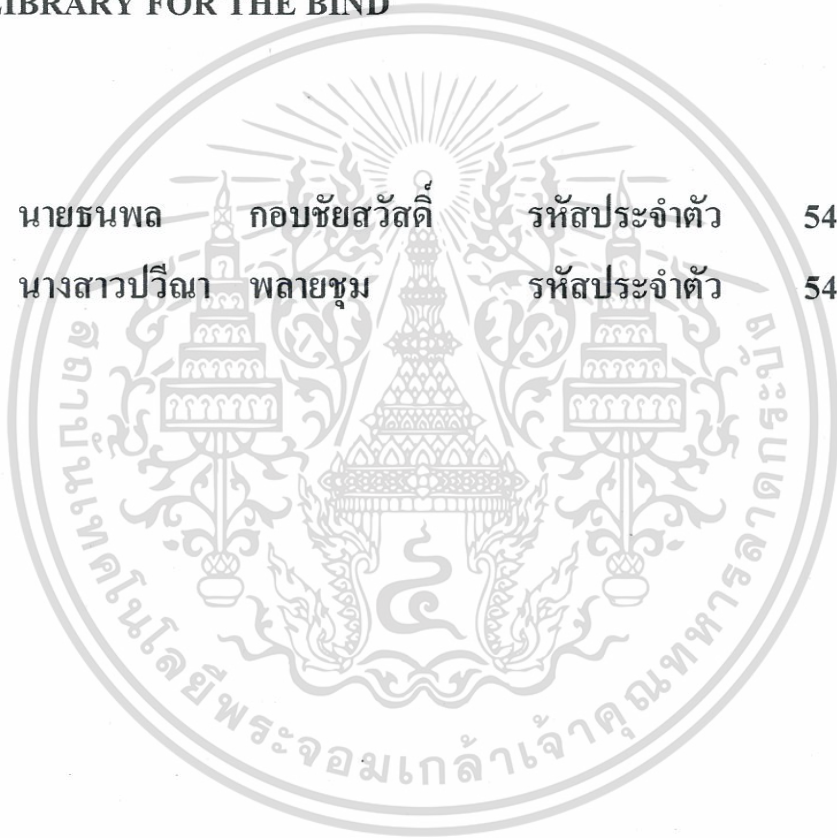 LIBRARY FOR THE BIND
นายธนพล กอบชัยสวัสดิ์ รหัสประจำตัว 54
นางสาวปวีณา พลายชุม รหัสประจำตัว 54
สถาบันเทคโนโลยีพระจอมเกล้าเจ้าคุณทหารลาดกระบัง